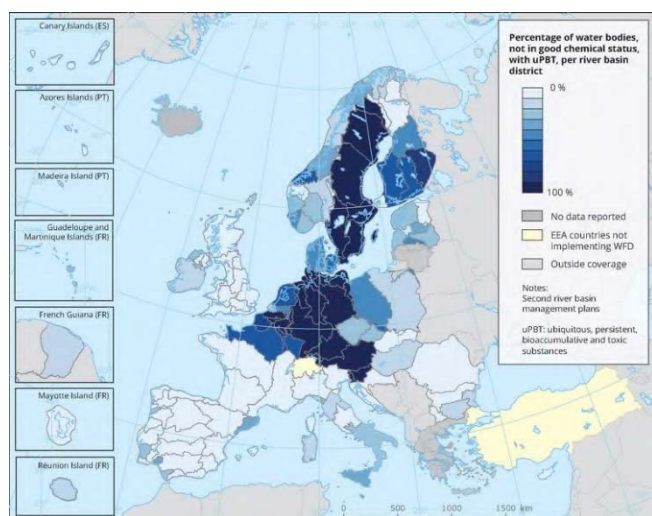 Canary Islands (ES)
Azores Islands (PT)
Madeira Island (PT)
Guadeloupe and
Martinique Islands (FR)
French Guiana (FR)
Mayotte Island (FR)
Réunion Island (FR)
Percentage of water bodies,
not in good chemical status,
with uPBT, per river basin
district
0 %
100 %
No data reported
EEA countries not
implementing WFD
Outside coverage
Notes:
Second river basin
management plans
uPBT: ubiquitous, persistent,
bioaccumulative and toxic
substances
0 500 1000 1500 km